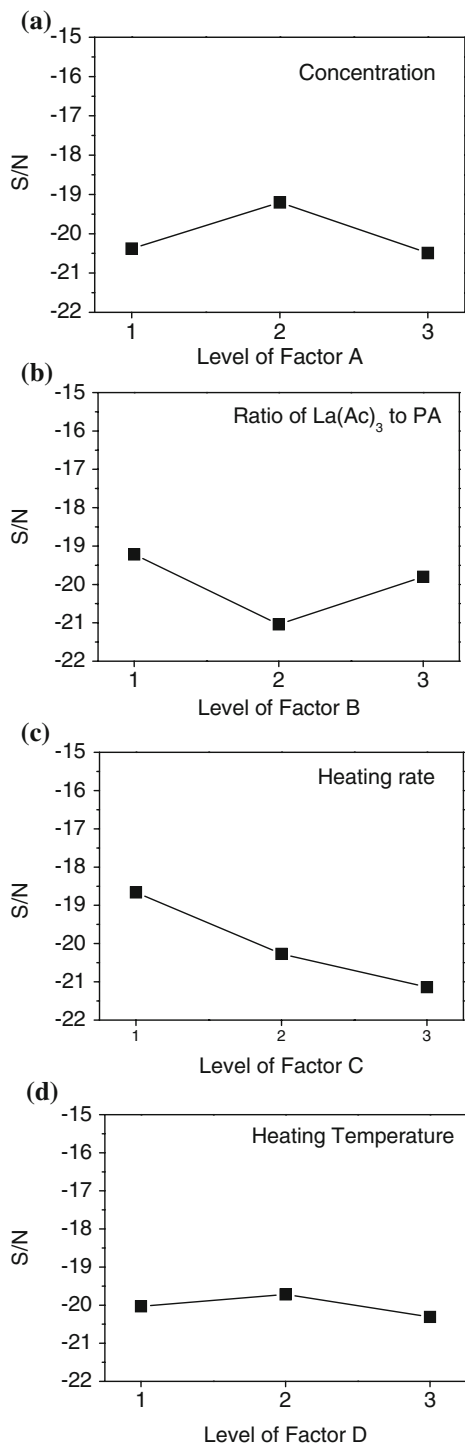 (a)
-15
-16
Concentration
-17
-18
S/N
-19
-20
-21
-22
1 2 3
Level of Factor A
(b)
-15
Ratio of La(Ac)3 to PA
-16
-17
-18
S/N
-19
-20
-21
-22
1 2 3
Level of Factor B
(c)
-15
Heating rate
-16
-17
-18
S/N
-19
-20
-21
-22
1 2 3
Level of Factor C
(d)
-15
Heating Temperature
-16
-17
-18
S/N
-19
-20
-21
-22
1 2 3
Level of Factor D